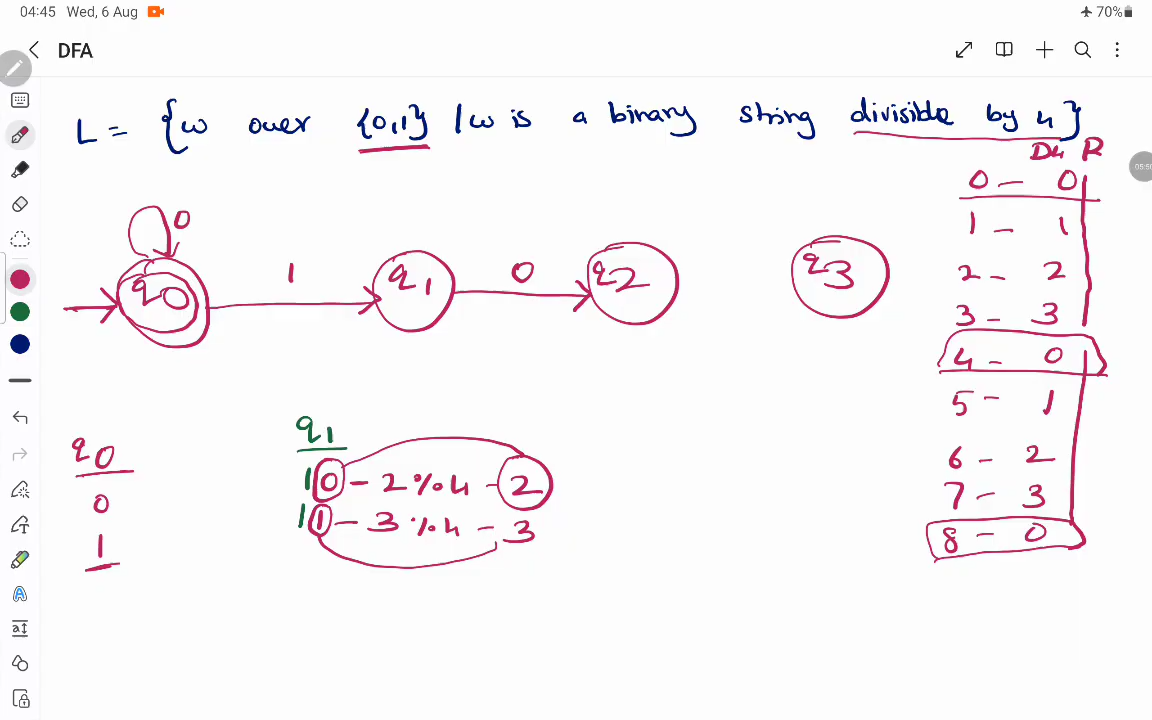 04:45 Wed, 6 Aug 70%
DFA
L = {w over {0,1} / w is a binary string divisible by 4}
D4 R
0 - 0
1 - 1
2 - 2
3 - 3
4 - 0
5 - 1
6 - 2
7 - 3
8 - 0
0
q0 1 q1 0 q2 q3
q0
0
1
q1
10 - 2 % 4 - 2
11 - 3 % 4 - 3